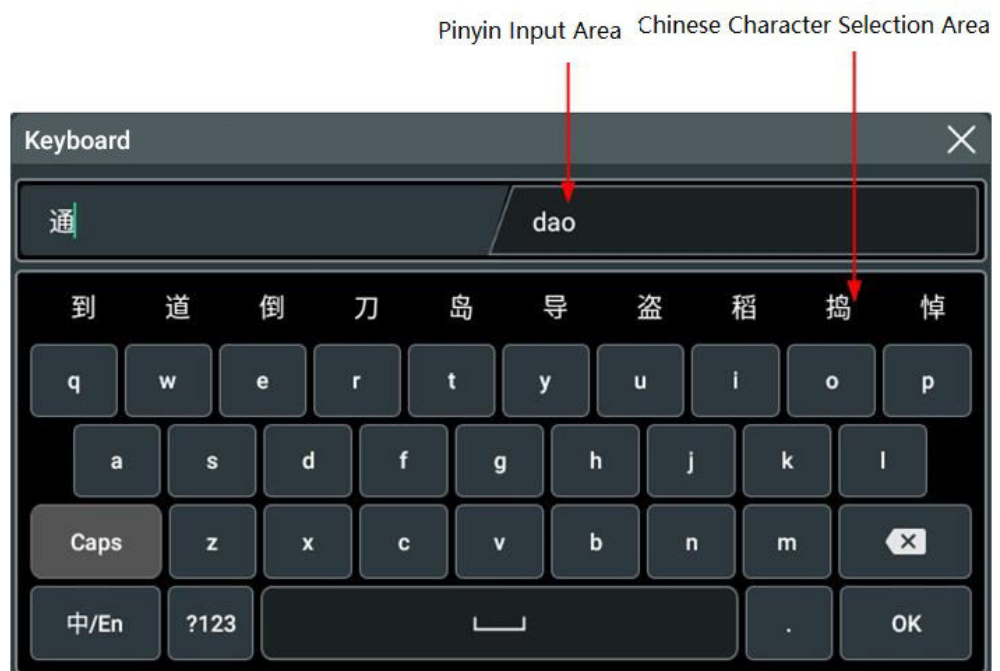 Pinyin Input Area Chinese Character Selection Area
Keyboard
通 dao
到 道 倒 刀 岛 导 盗 稻 捣 悼
q w e r t y u i o p
a s d f g h j k l
Caps z x c v b n m
中/En ?123 . OK